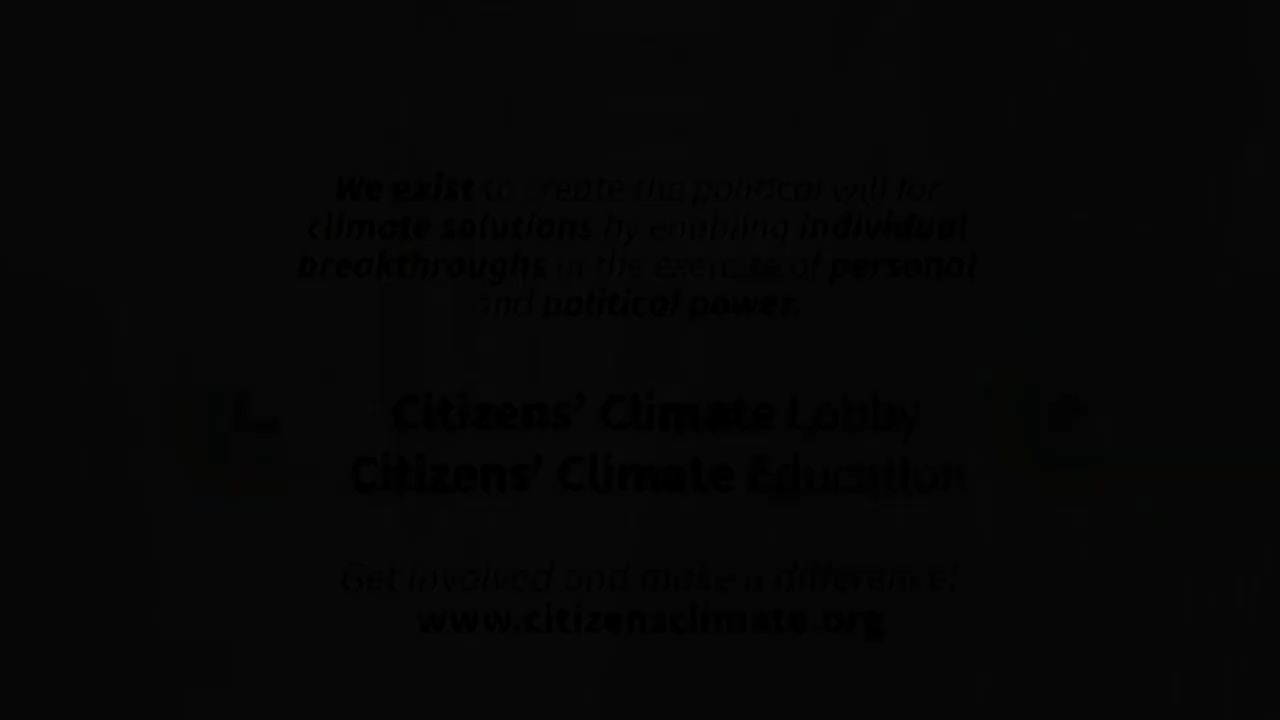 We exist to create the political will for
climate solutions by enabling individual
breakthroughs in the exercise of personal
and political power.
Citizens’ Climate Lobby
Citizens’ Climate Education
Get involved and make a difference!
www.citizensclimate.org